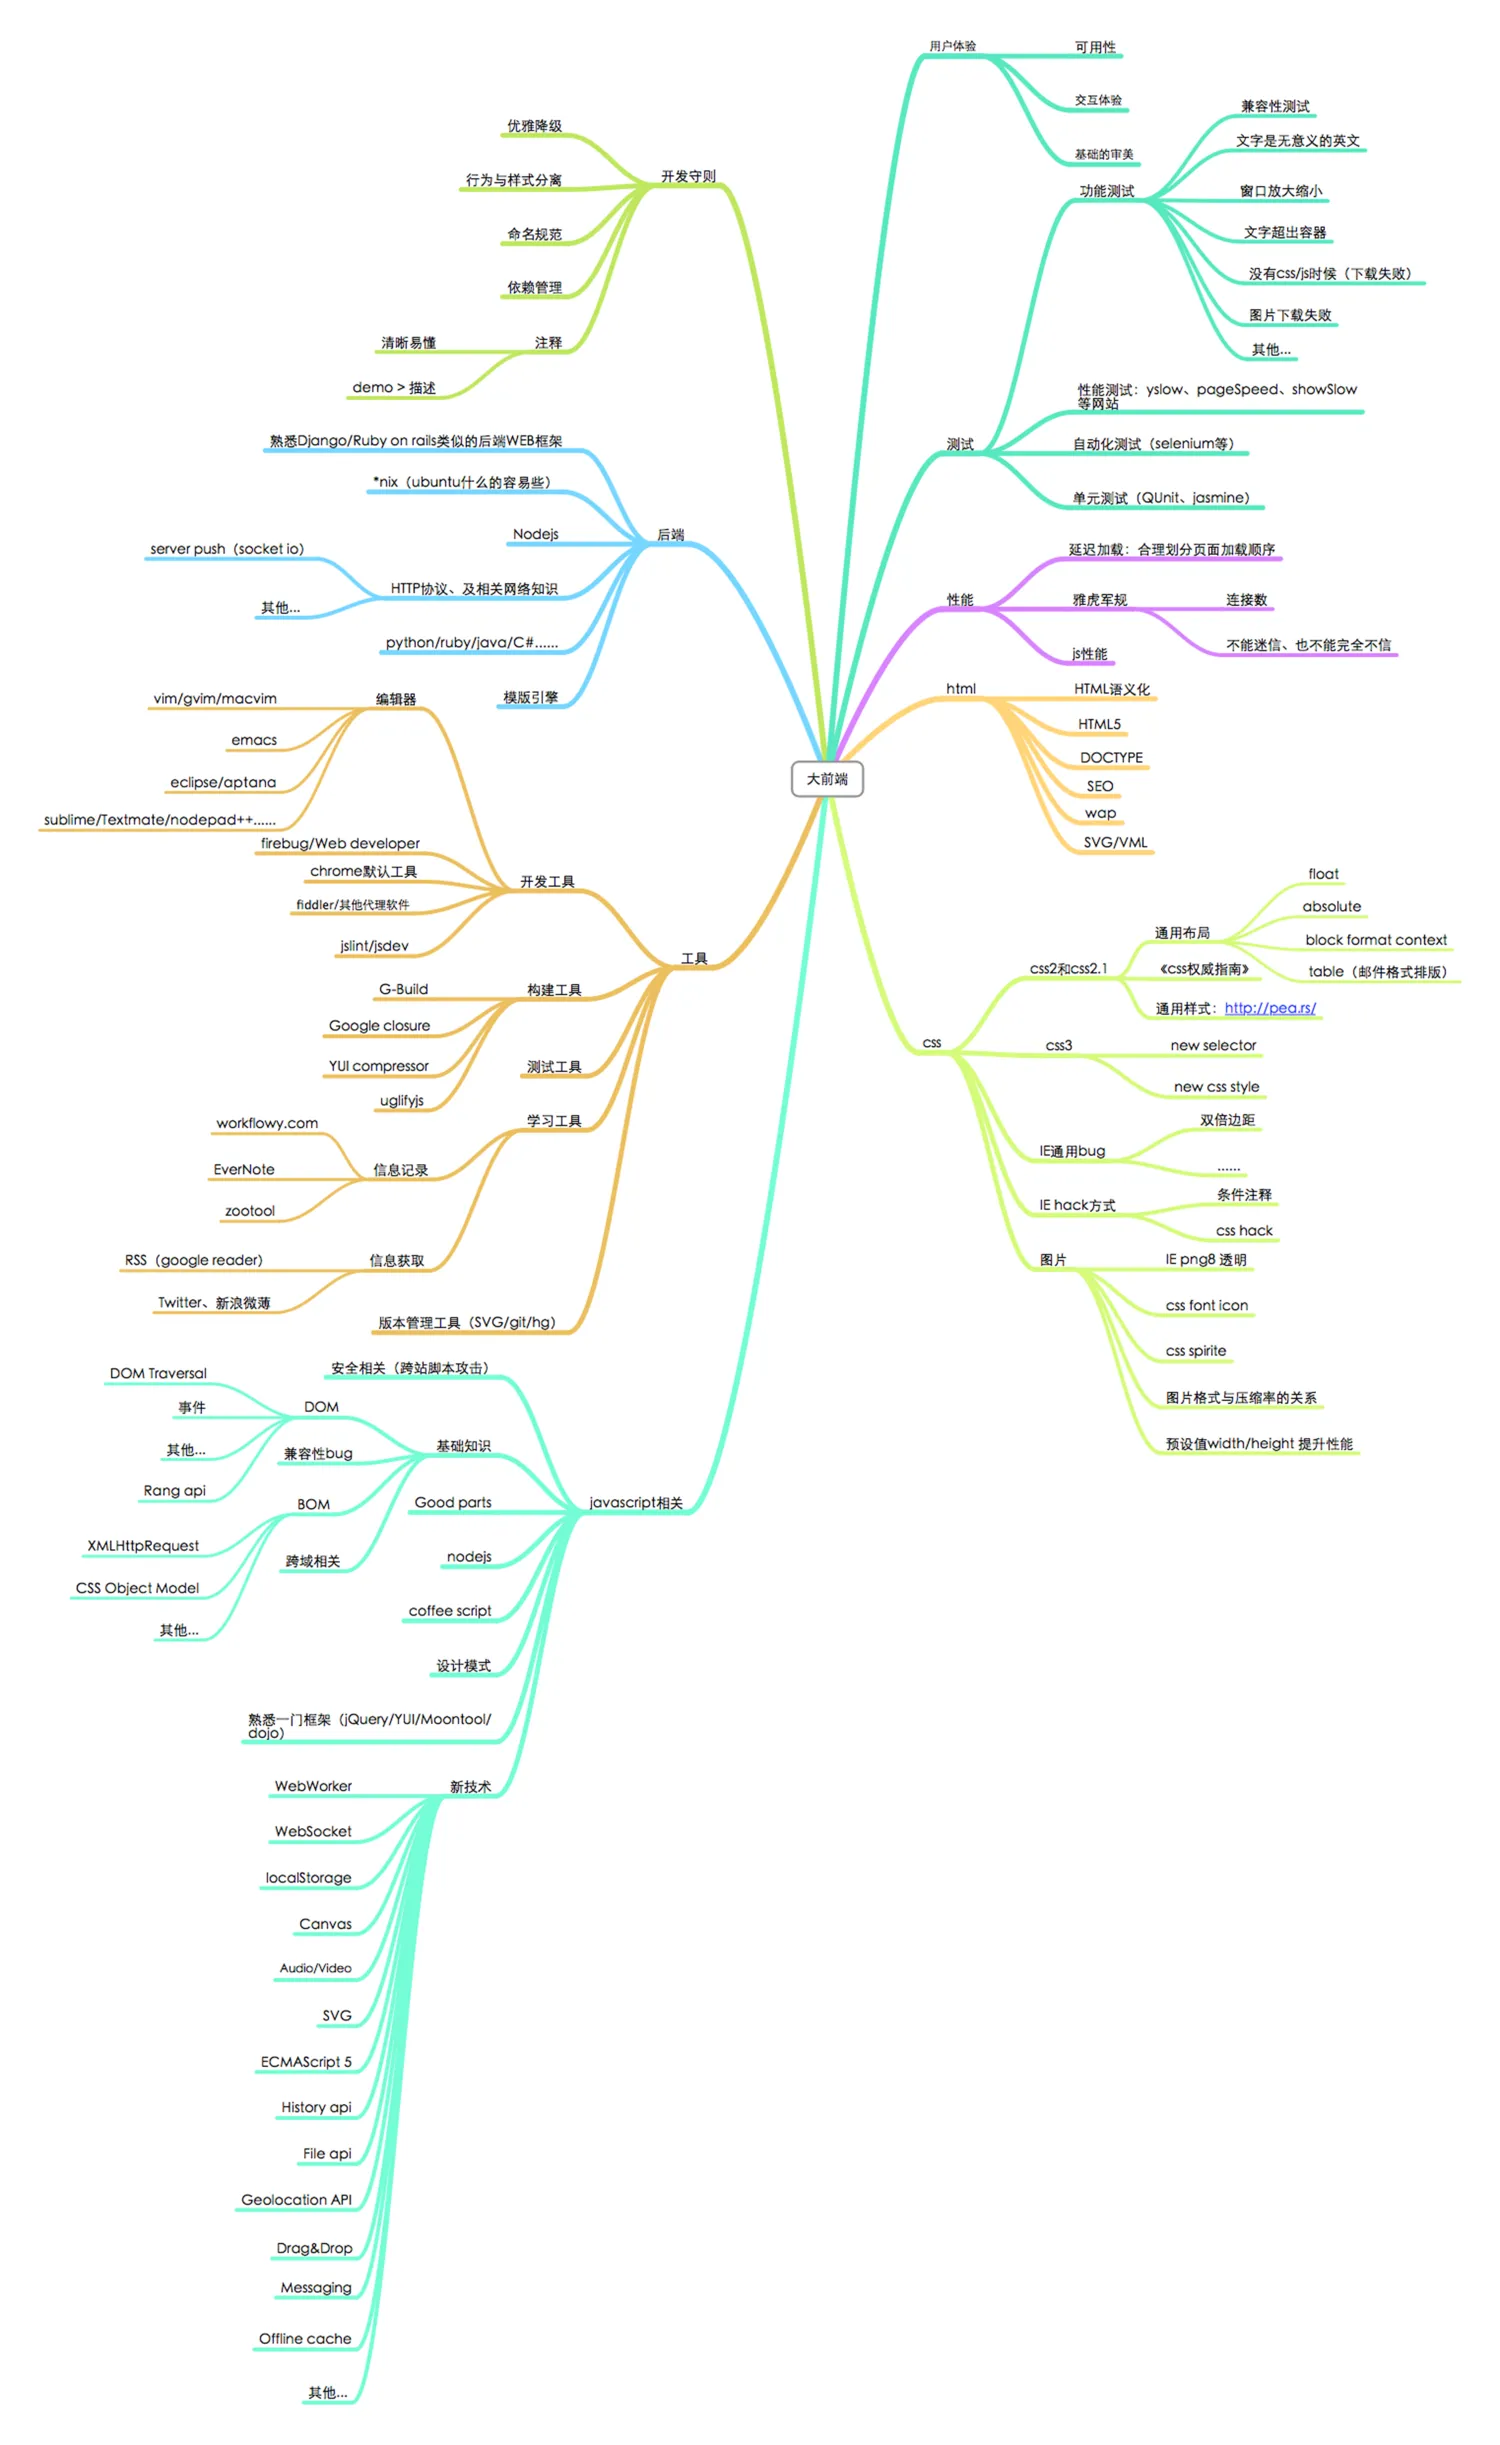 大前端
用户体验
可用性
交互体验
基础的审美
测试
功能测试
兼容性测试
文字是无意义的英文
窗口放大缩小
文字超出容器
没有css/js时候（下载失败）
图片下载失败
其他...
性能测试：yslow、pageSpeed、showSlow
等网站
自动化测试（selenium等）
单元测试（QUnit、jasmine）
性能
延迟加载：合理划分页面加载顺序
雅虎军规
连接数
不能迷信、也不能完全不信
js性能
html
HTML语义化
HTML5
DOCTYPE
SEO
wap
SVG/VML
css
css2和css2.1
通用布局
float
absolute
block format context
table（邮件格式排版）
《css权威指南》
通用样式：http://pea.rs/
css3
new selector
new css style
IE通用bug
双倍边距
......
IE hack方式
条件注释
css hack
图片
IE png8 透明
css font icon
css spirite
图片格式与压缩率的关系
预设值width/height 提升性能
开发守则
优雅降级
行为与样式分离
命名规范
依赖管理
注释
清晰易懂
demo > 描述
后端
熟悉Django/Ruby on rails类似的后端WEB框架
*nix（ubuntu什么的容易些）
Nodejs
HTTP协议、及相关网络知识
server push（socket io）
其他...
python/ruby/java/C#......
模版引擎
工具
开发工具
编辑器
vim/gvim/macvim
emacs
eclipse/aptana
sublime/Textmate/nodepad++......
firebug/Web developer
chrome默认工具
fiddler/其他代理软件
jslint/jsdev
构建工具
G-Build
Google closure
YUI compressor
uglifyjs
测试工具
学习工具
信息记录
workflowy.com
EverNote
zootool
信息获取
RSS（google reader）
Twitter、新浪微薄
版本管理工具（SVG/git/hg）
javascript相关
安全相关（跨站脚本攻击）
基础知识
DOM
DOM Traversal
事件
其他...
Rang api
兼容性bug
BOM
XMLHttpRequest
CSS Object Model
其他...
跨域相关
Good parts
nodejs
coffee script
设计模式
熟悉一门框架（jQuery/YUI/Moontool/
dojo）
新技术
WebWorker
WebSocket
localStorage
Canvas
Audio/Video
SVG
ECMAScript 5
History api
File api
Geolocation API
Drag&Drop
Messaging
Offline cache
其他...